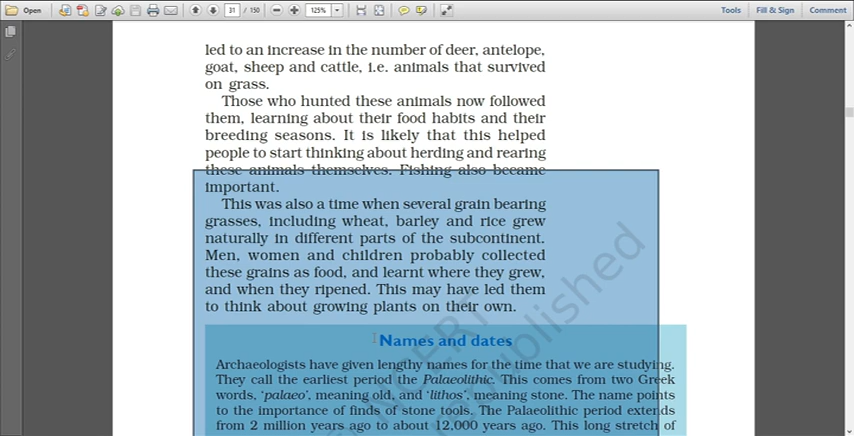 Open
31 / 150
125%
Tools
Fill & Sign
Comment
led to an increase in the number of deer, antelope,
goat, sheep and cattle, i.e. animals that survived
on grass.
Those who hunted these animals now followed
them, learning about their food habits and their
breeding seasons. It is likely that this helped
people to start thinking about herding and rearing
these animals themselves. Fishing also became
important.
This was also a time when several grain bearing
grasses, including wheat, barley and rice grew
naturally in different parts of the subcontinent.
Men, women and children probably collected
these grains as food, and learnt where they grew,
and when they ripened. This may have led them
to think about growing plants on their own.
Names and dates
Archaeologists have given lengthy names for the time that we are studying.
They call the earliest period the Palaeolithic. This comes from two Greek
words, ‘palaeo’, meaning old, and ‘lithos’, meaning stone. The name points
to the importance of finds of stone tools. The Palaeolithic period extends
from 2 million years ago to about 12,000 years ago. This long stretch of
NCERT
republished